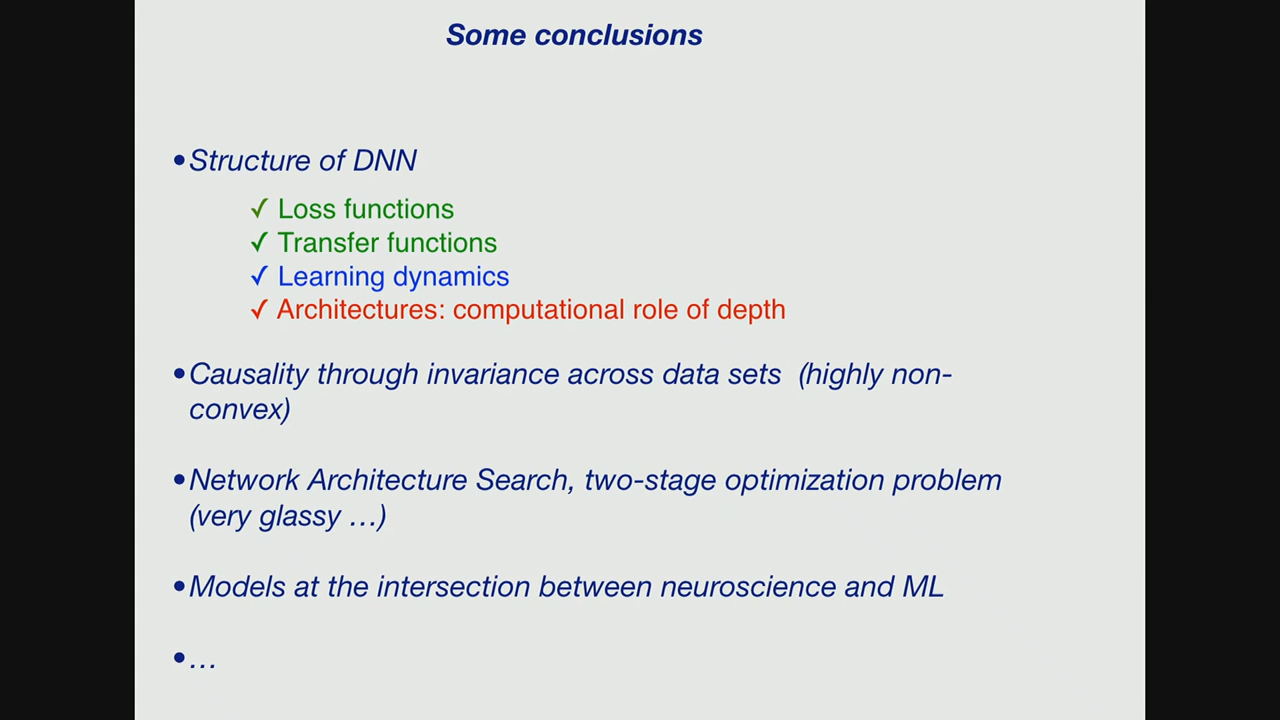 Some conclusions
•Structure of DNN
✓ Loss functions
✓ Transfer functions
✓ Learning dynamics
✓ Architectures: computational role of depth
•Causality through invariance across data sets (highly non-
convex)
•Network Architecture Search, two-stage optimization problem
(very glassy …)
•Models at the intersection between neuroscience and ML
•…